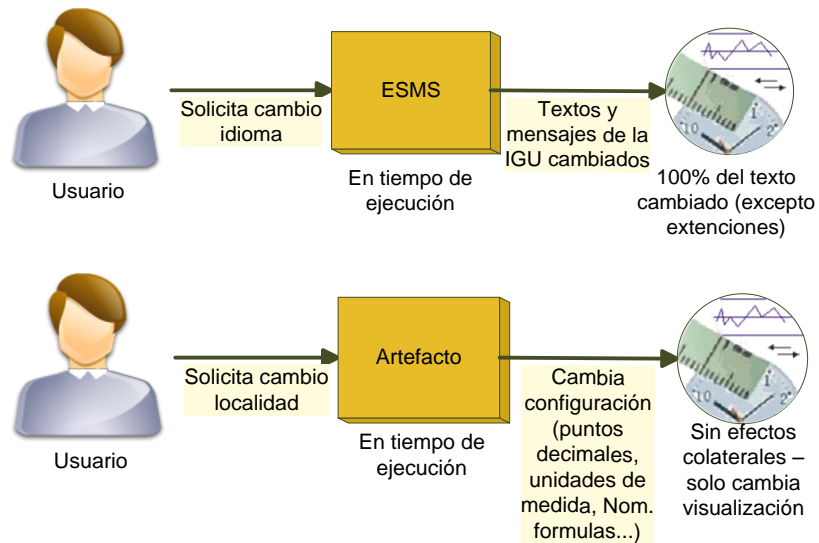 ESMS
Solicita cambio
idioma
Textos y
mensajes de la
IGU cambiados
Usuario
En tiempo de
ejecución
100% del texto
cambiado (excepto
extenciones)
Artefacto
Solicita cambio
localidad
Cambia
configuración
(puntos
decimales,
unidades de
medida, Nom.
formulas...)
Usuario
En tiempo de
ejecución
Sin efectos
colaterales –
solo cambia
visualización